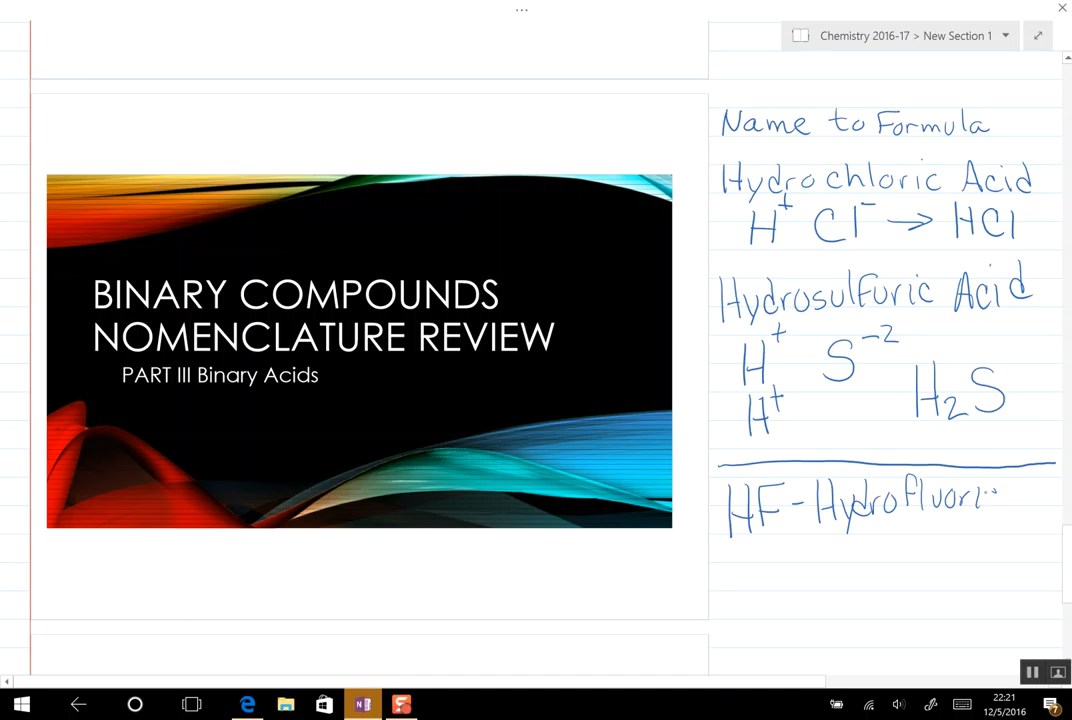 Chemistry 2016-17 > New Section 1
BINARY COMPOUNDS
NOMENCLATURE REVIEW
PART III Binary Acids
Name to Formula
Hydrochloric Acid
H⁺ Cl⁻ → HCl
Hydrosulfuric Acid
H⁺ S⁻²
H⁺ H₂S
HF - Hydrofluori
22:21
12/5/2016
7